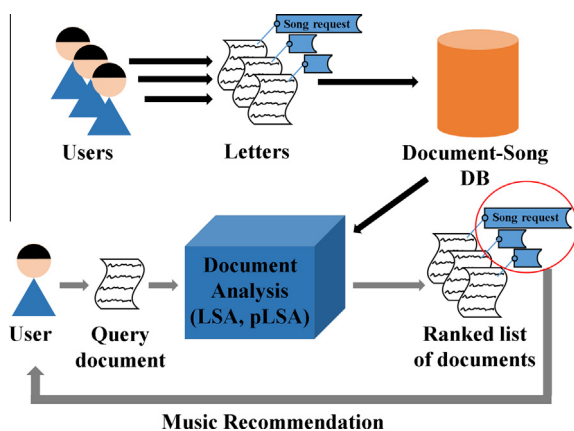 Song request
Users
Letters
Document-Song
DB
Song request
Document
Analysis
(LSA, pLSA)
User
Query
document
Ranked list
of documents
Music Recommendation